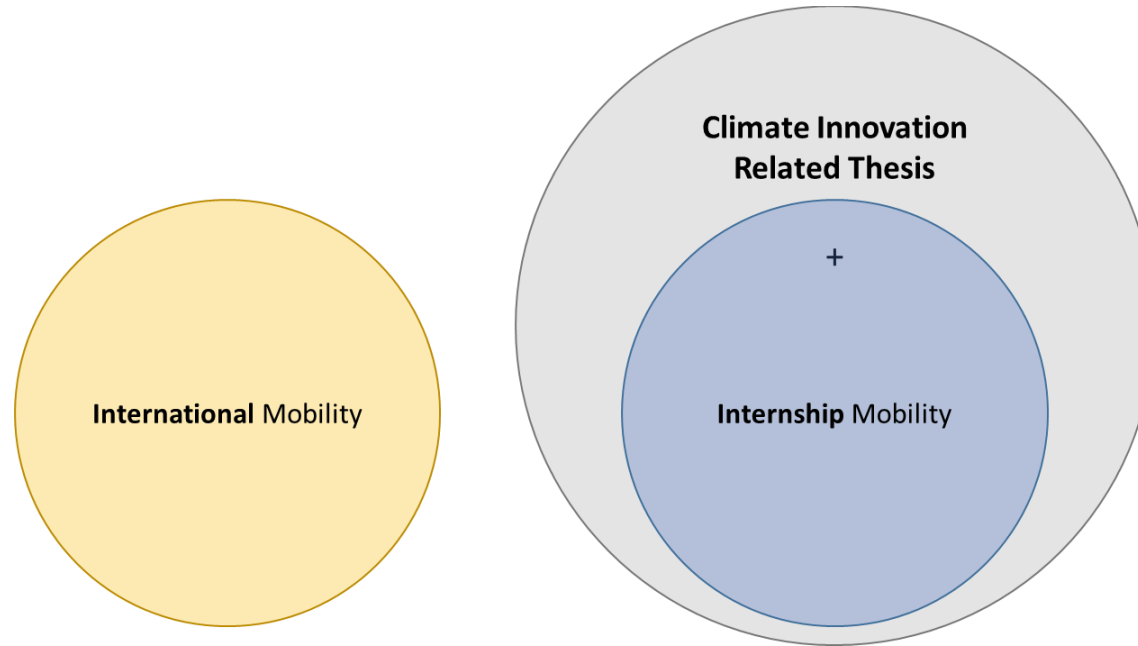 Climate Innovation
Related Thesis
+
International Mobility
Internship Mobility